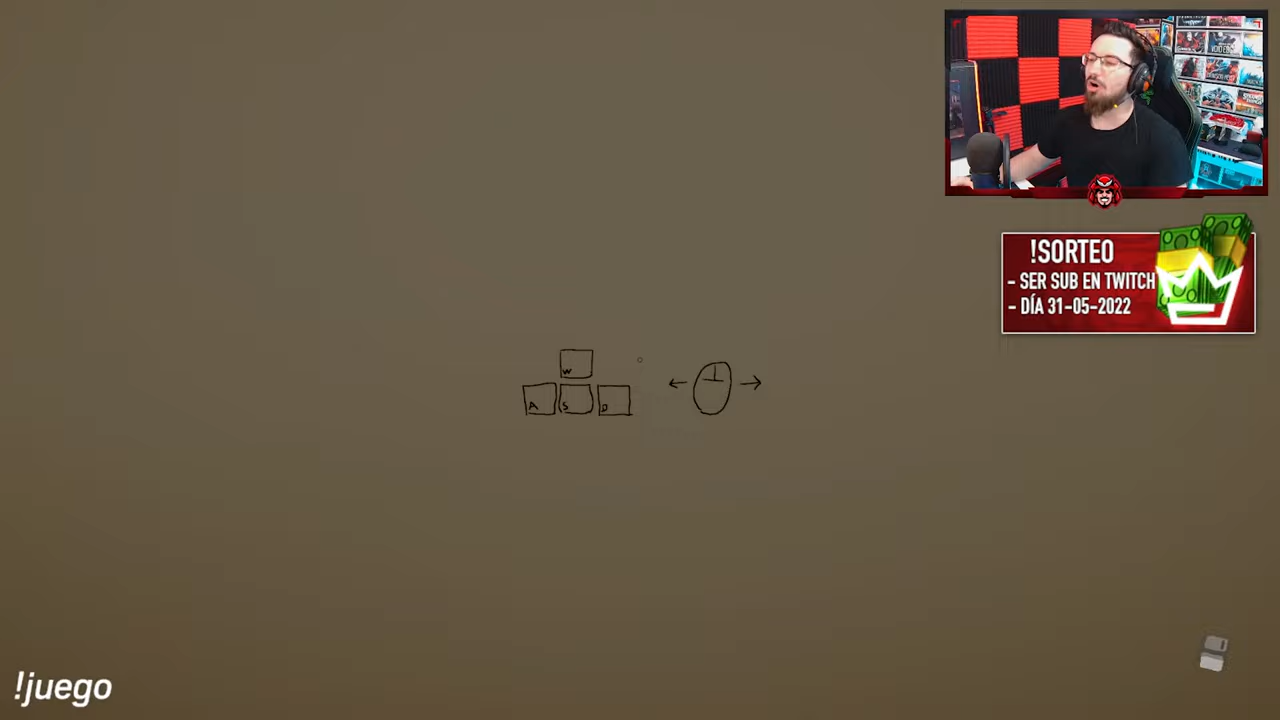 !SORTEO
- SER SUB EN TWITCH
- DÍA 31-05-2022
W
A S D
!juego